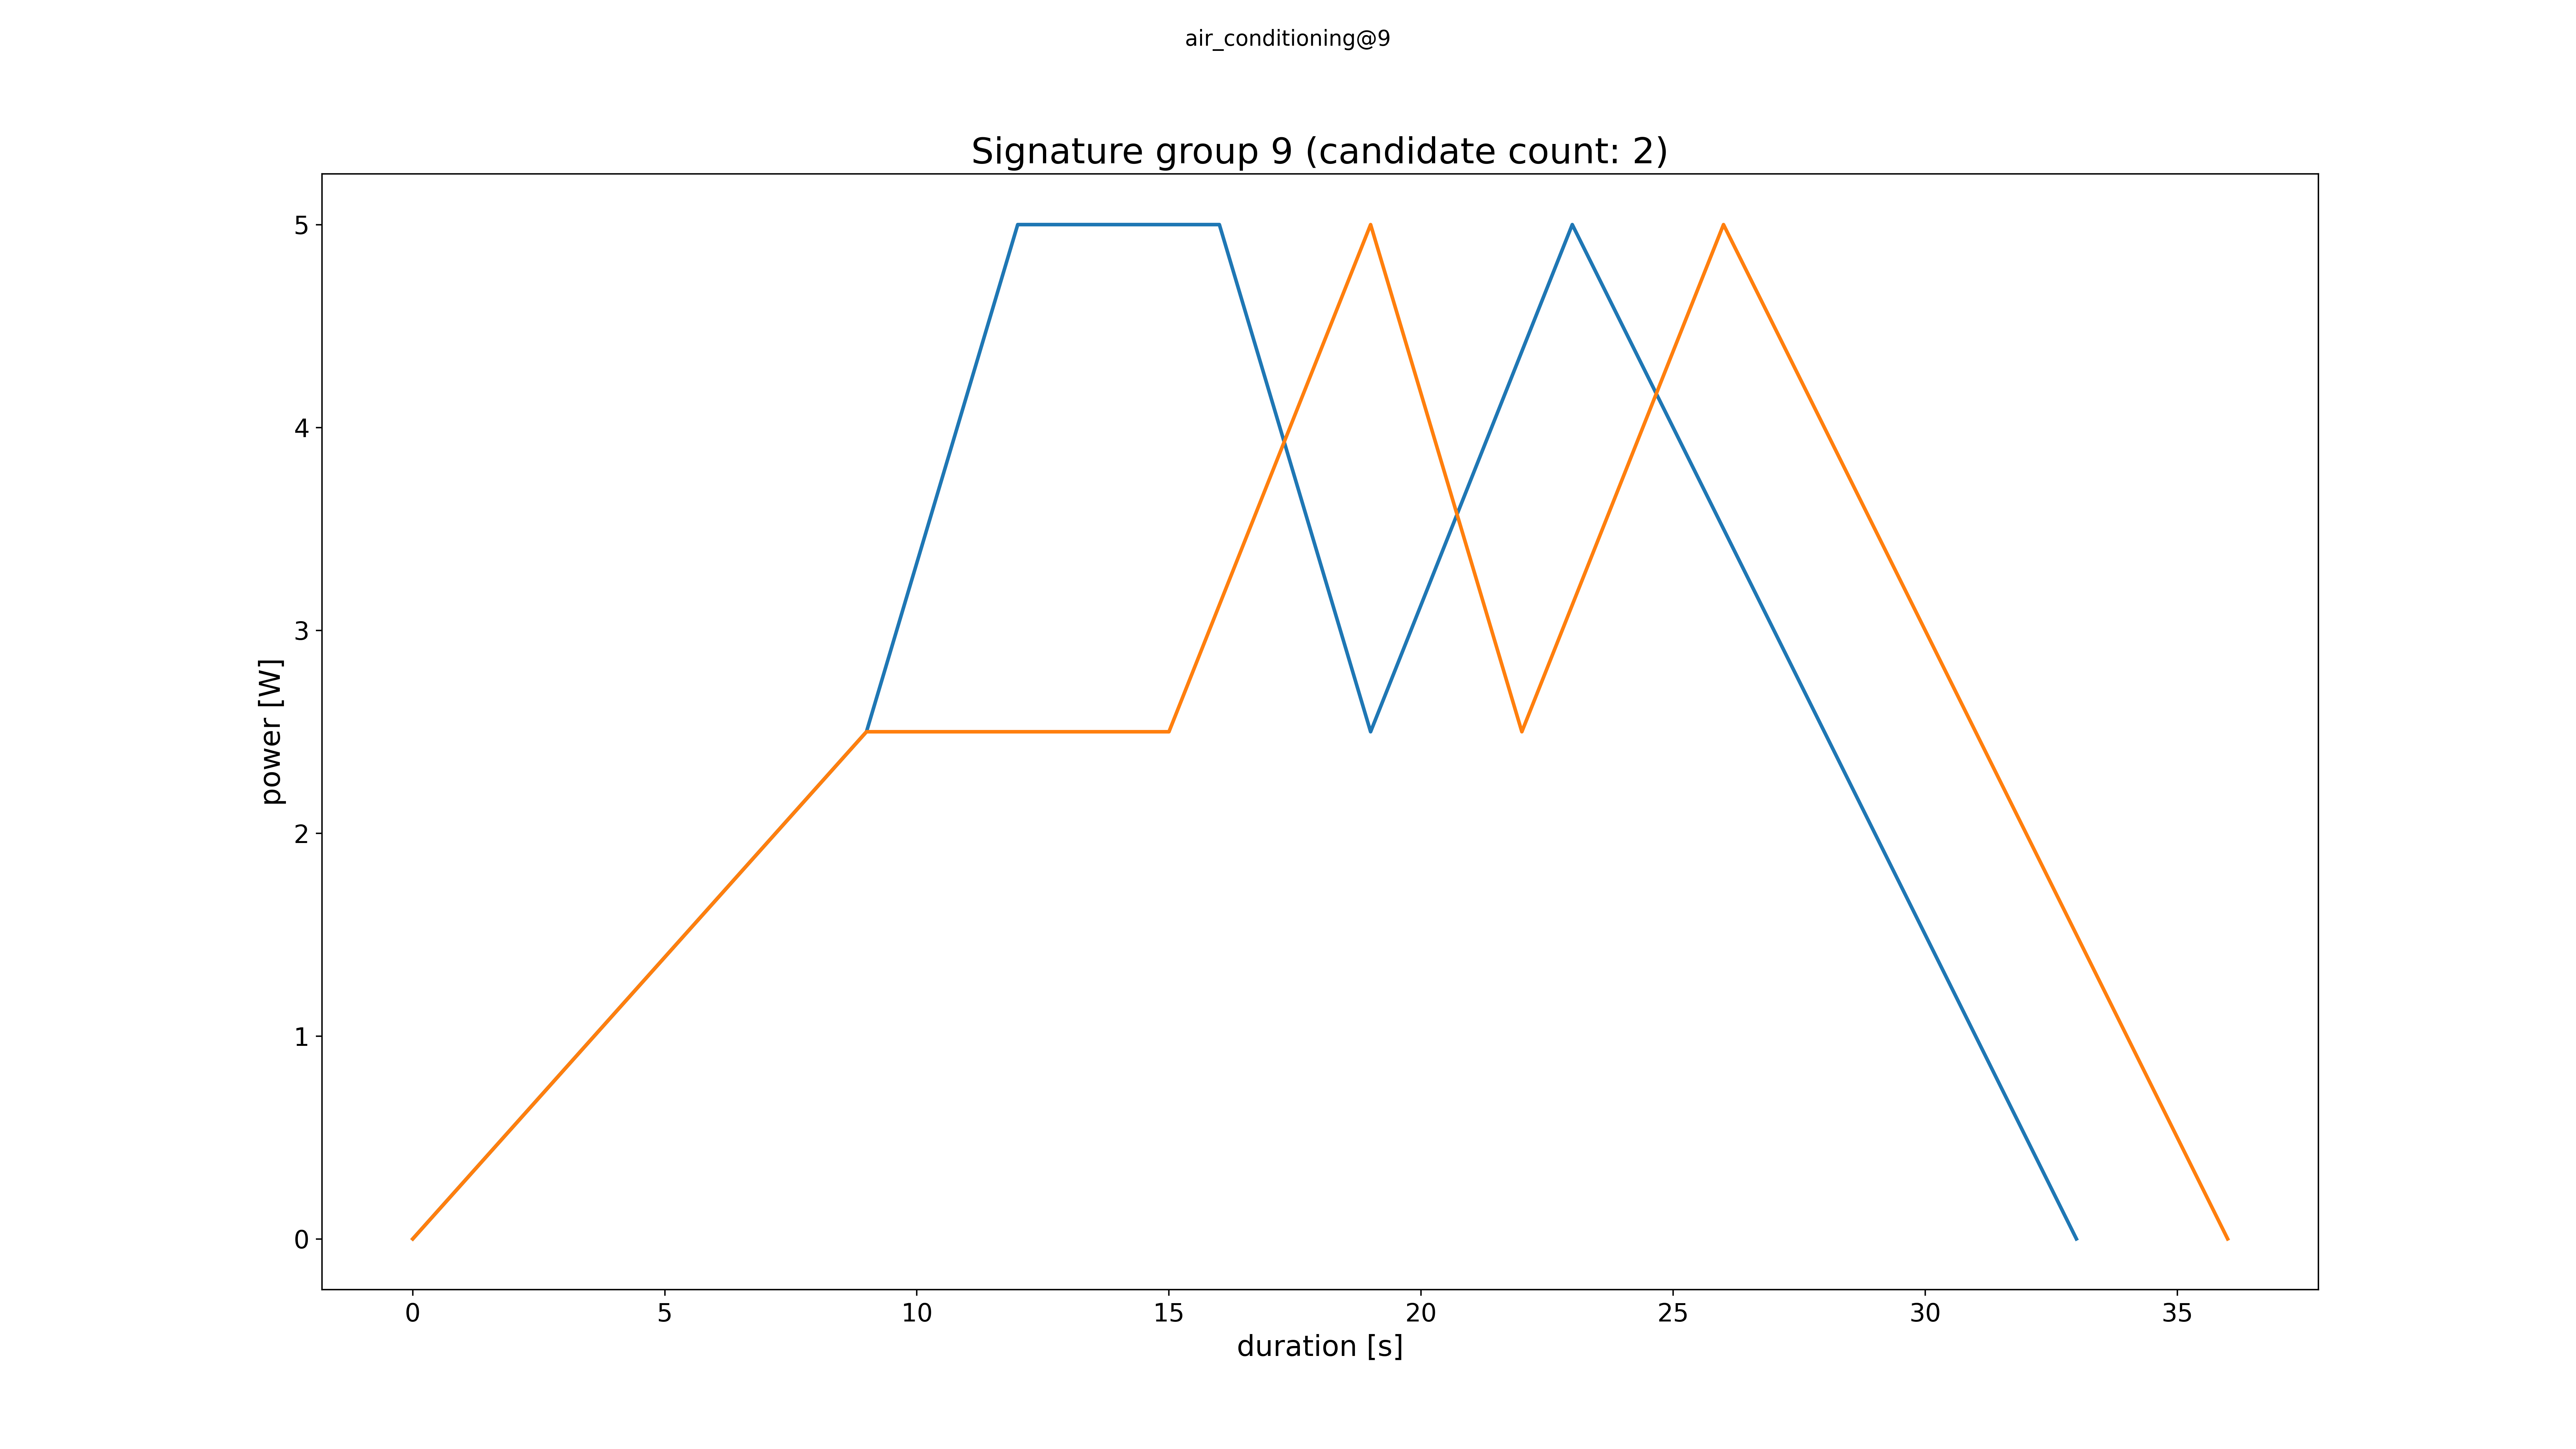 air_conditioning@9
Signature group 9 (candidate count: 2)
power [W]
5
4
3
2
1
0
0 5 10 15 20 25 30 35
duration [s]